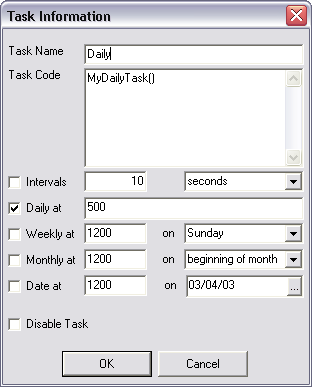 Task Information
Task Name Daily
Task Code MyDailyTask()
Intervals 10 seconds
Daily at 500
Weekly at 1200 on Sunday
Monthly at 1200 on beginning of month
Date at 1200 on 03/04/03 ...
Disable Task
OK Cancel